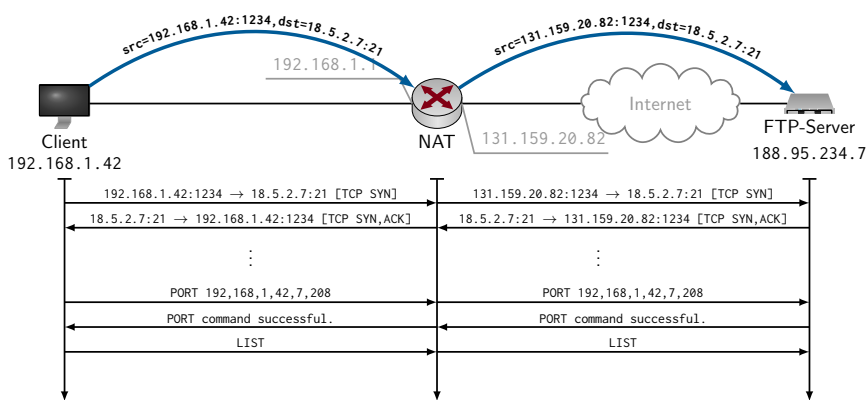 src=192.168.1.42:1234,dst=18.5.2.7:21
src=131.159.20.82:1234,dst=18.5.2.7:21
192.168.1.1
Internet
131.159.20.82
Client
192.168.1.42
NAT
FTP-Server
188.95.234.7
192.168.1.42:1234 → 18.5.2.7:21 [TCP SYN]
131.159.20.82:1234 → 18.5.2.7:21 [TCP SYN]
18.5.2.7:21 → 192.168.1.42:1234 [TCP SYN,ACK]
18.5.2.7:21 → 131.159.20.82:1234 [TCP SYN,ACK]
⋮
⋮
PORT 192,168,1,42,7,208
PORT 192,168,1,42,7,208
PORT command successful.
PORT command successful.
LIST
LIST